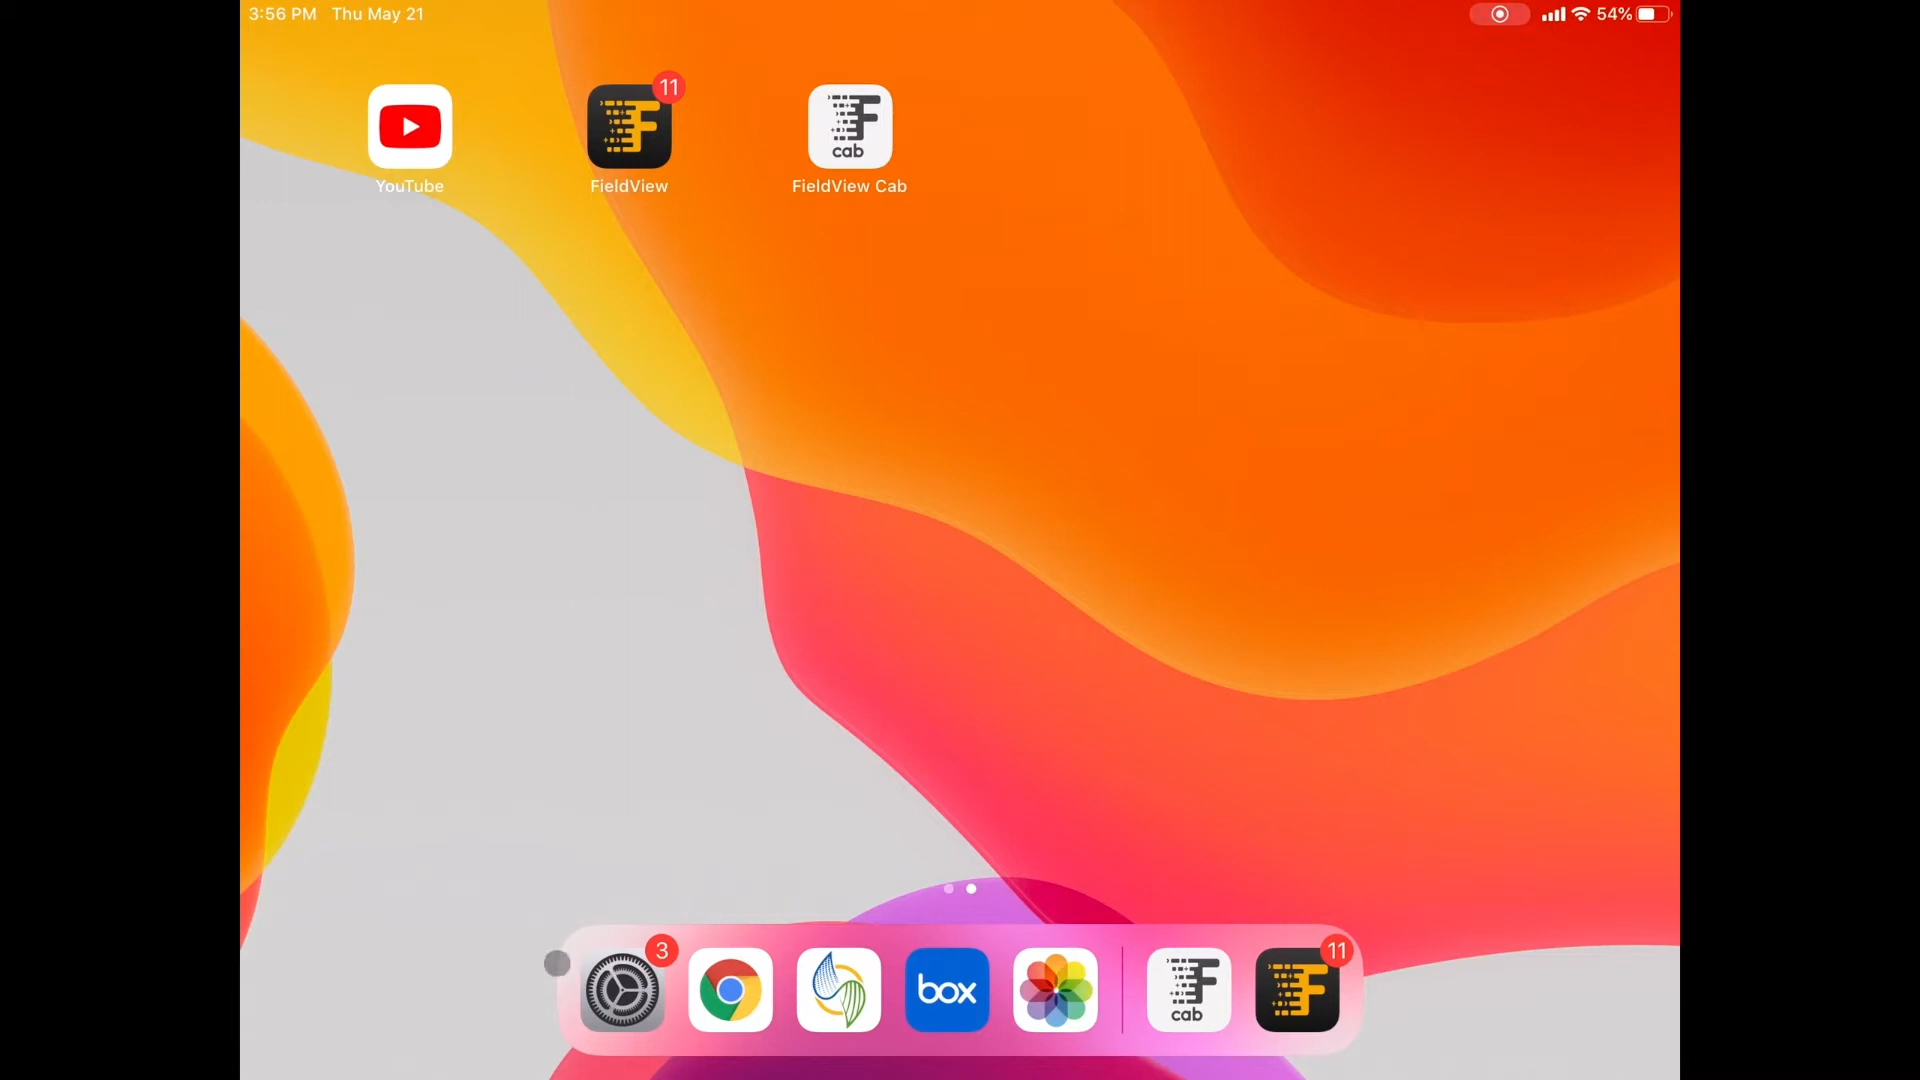 3:56 PM Thu May 21
54%
11
cab
YouTube
FieldView
FieldView Cab
3
box
cab
11